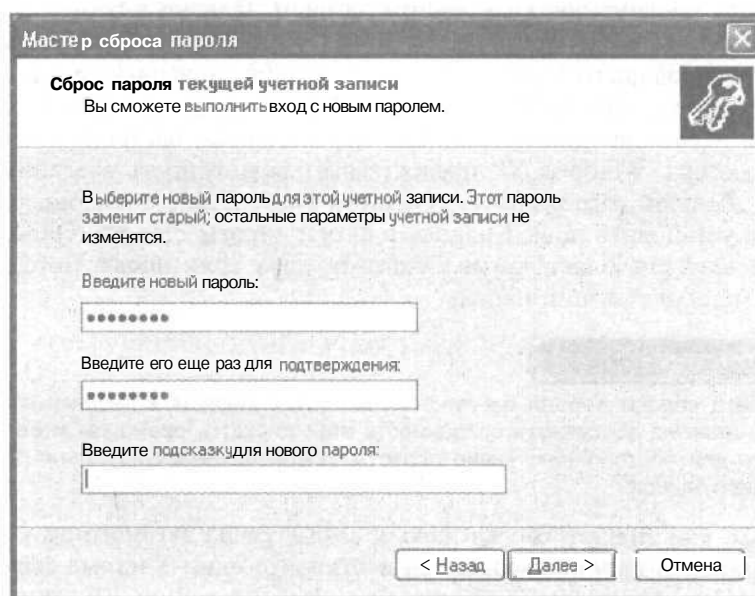 Мастер сброса пароля
Сброс пароля текущей учетной записи
Вы сможете выполнить вход с новым паролем.
Выберите новый пароль для этой учетной записи. Этот пароль
заменит старый; остальные параметры учетной записи не
изменятся.
Введите новый пароль:
••••••••
Введите его еще раз для подтверждения:
••••••••
Введите подсказку для нового пароля:
< Назад
Далее >
Отмена